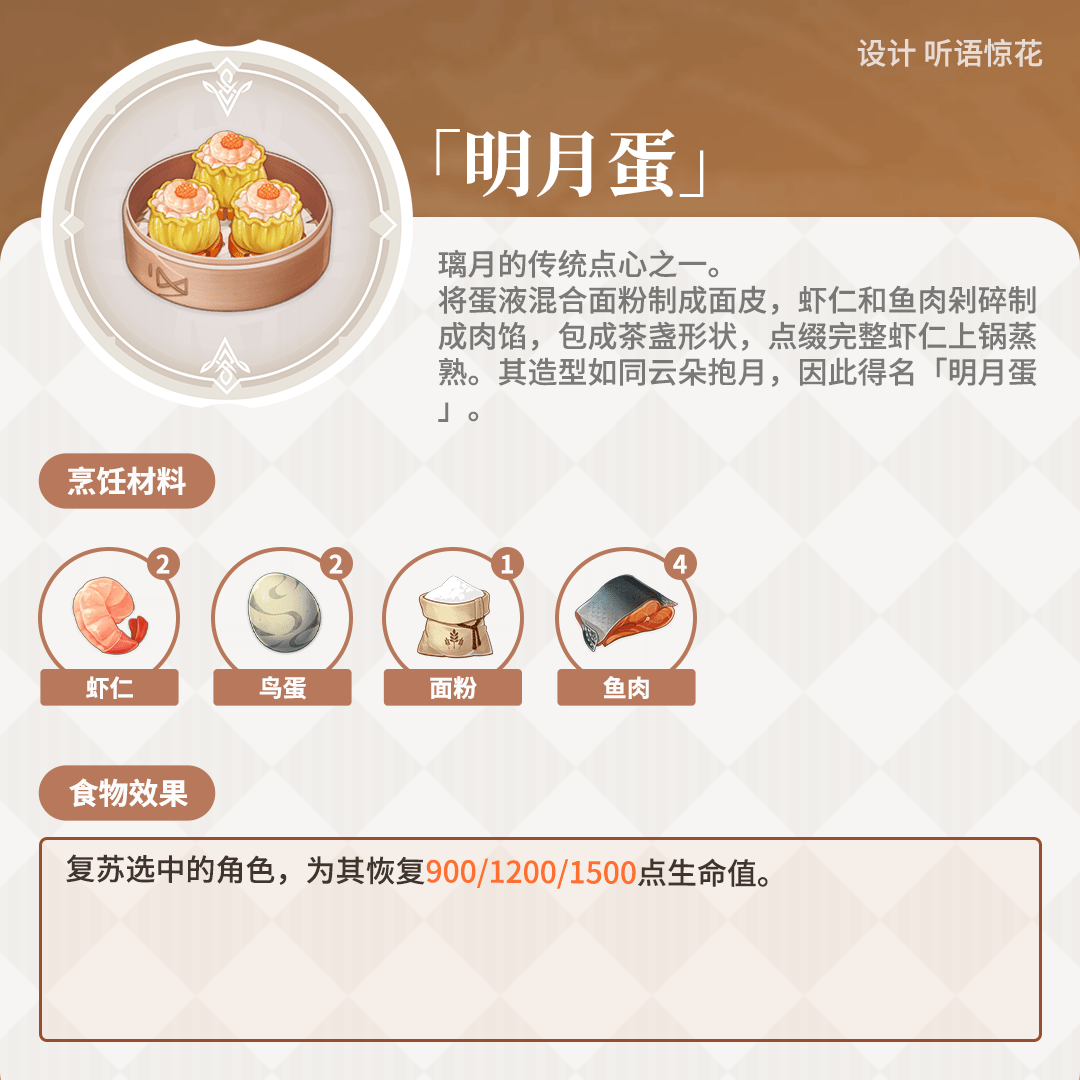 设计 听语惊花
「明月蛋」
璃月的传统点心之一。
将蛋液混合面粉制成面皮，虾仁和鱼肉剁碎制
成肉馅，包成茶盏形状，点缀完整虾仁上锅蒸
熟。其造型如同云朵抱月，因此得名「明月蛋
」。
烹饪材料
2 2 1 4
虾仁 鸟蛋 面粉 鱼肉
食物效果
复苏选中的角色，为其恢复900/1200/1500点生命值。